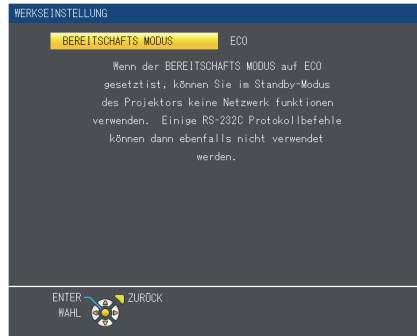 WERKSEINSTELLUNG
BEREITSCHAFTS MODUS ECO
Wenn der BEREITSCHAFTS MODUS auf ECO
gesetztist, können Sie im Standby-Modus
des Projektors keine Netzwerk funktionen
verwenden. Einige RS-232C Protokollbefehle
können dann ebenfalls nicht verwendet
werden.
ENTER ZURÜCK
WAHL